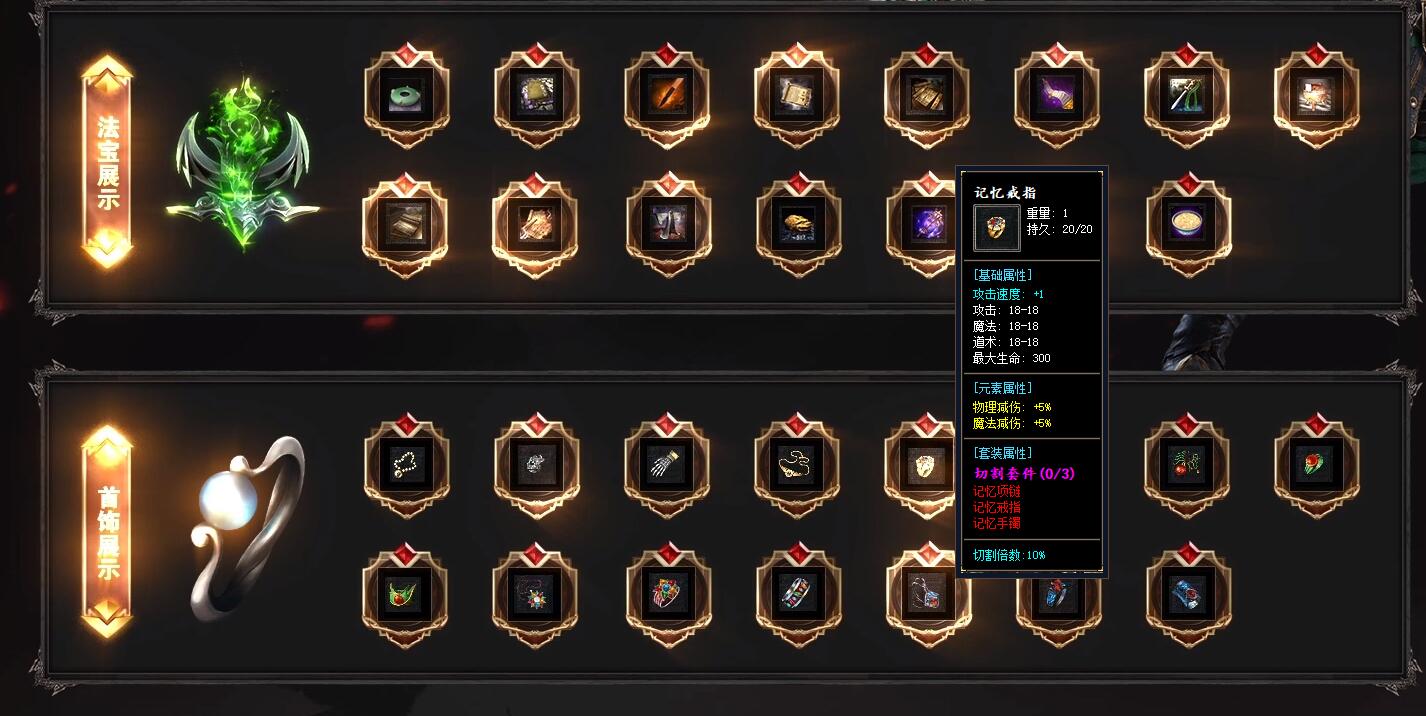 法宝展示
记忆戒指
重量: 1
持久: 20/20
[基础属性]
攻击速度: +1
攻击: 18-18
魔法: 18-18
道术: 18-18
最大生命: 300
[元素属性]
物理减伤: +5%
魔法减伤: +5%
[套装属性]
切割套件(0/3)
记忆项链
记忆戒指
记忆手镯
切割倍数:10%
首饰展示